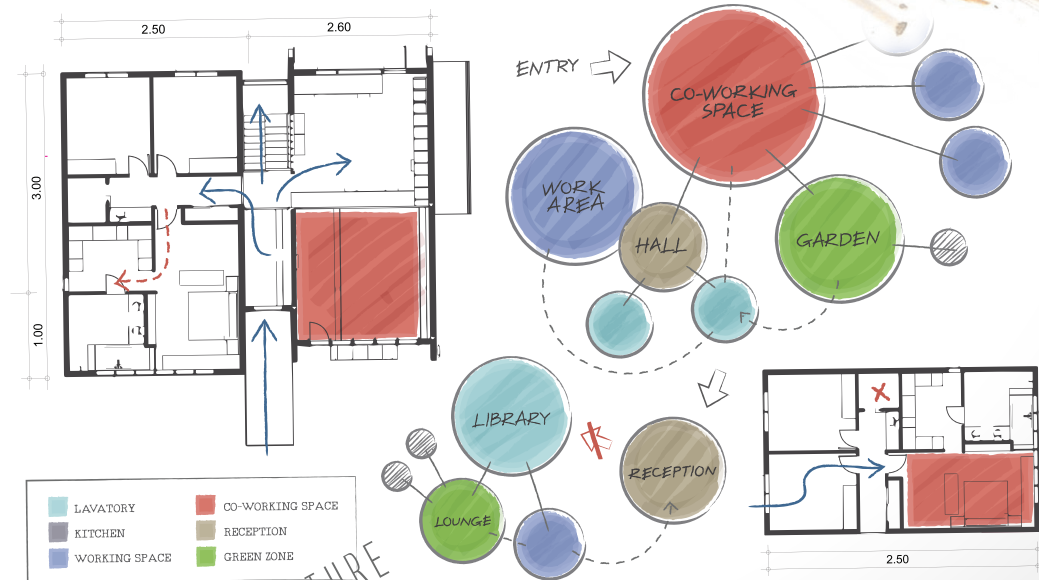 2.50
2.60
3.00
1.00
ENTRY
CO-WORKING
SPACE
WORK
AREA
HALL
GARDEN
LIBRARY
RECEPTION
LOUNGE
LAVATORY
KITCHEN
WORKING SPACE
CO-WORKING SPACE
RECEPTION
GREEN ZONE
TURE
2.50